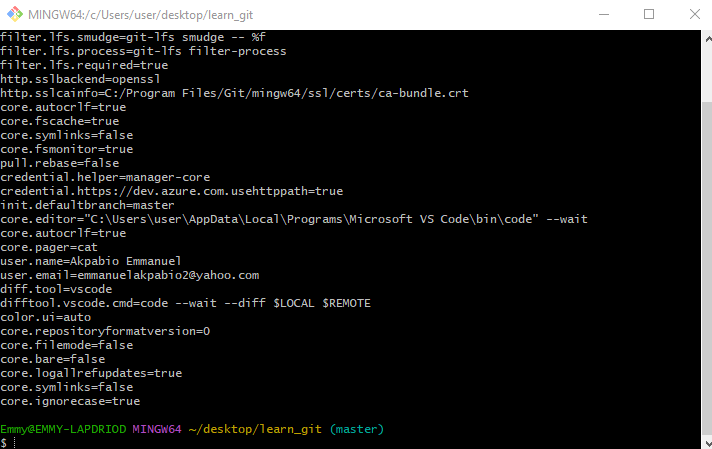 MINGW64:/c/Users/user/desktop/learn_git
filter.lfs.smudge=git-lfs smudge -- %f
filter.lfs.process=git-lfs filter-process
filter.lfs.required=true
http.sslbackend=openssl
http.sslcainfo=C:/Program Files/Git/mingw64/ssl/certs/ca-bundle.crt
core.autocrlf=true
core.fscache=true
core.symlinks=false
core.fsmonitor=true
pull.rebase=false
credential.helper=manager-core
credential.https://dev.azure.com.usehttppath=true
init.defaultbranch=master
core.editor="C:\Users\user\AppData\Local\Programs\Microsoft VS Code\bin\code" --wait
core.autocrlf=true
core.pager=cat
user.name=Akpabio Emmanuel
user.email=emmanuelakpabio2@yahoo.com
diff.tool=vscode
difftool.vscode.cmd=code --wait --diff $LOCAL $REMOTE
color.ui=auto
core.repositoryformatversion=0
core.filemode=false
core.bare=false
core.logallrefupdates=true
core.symlinks=false
core.ignorecase=true
Emmy@EMMY-LAPDRIOD MINGW64 ~/desktop/learn_git (master)
$